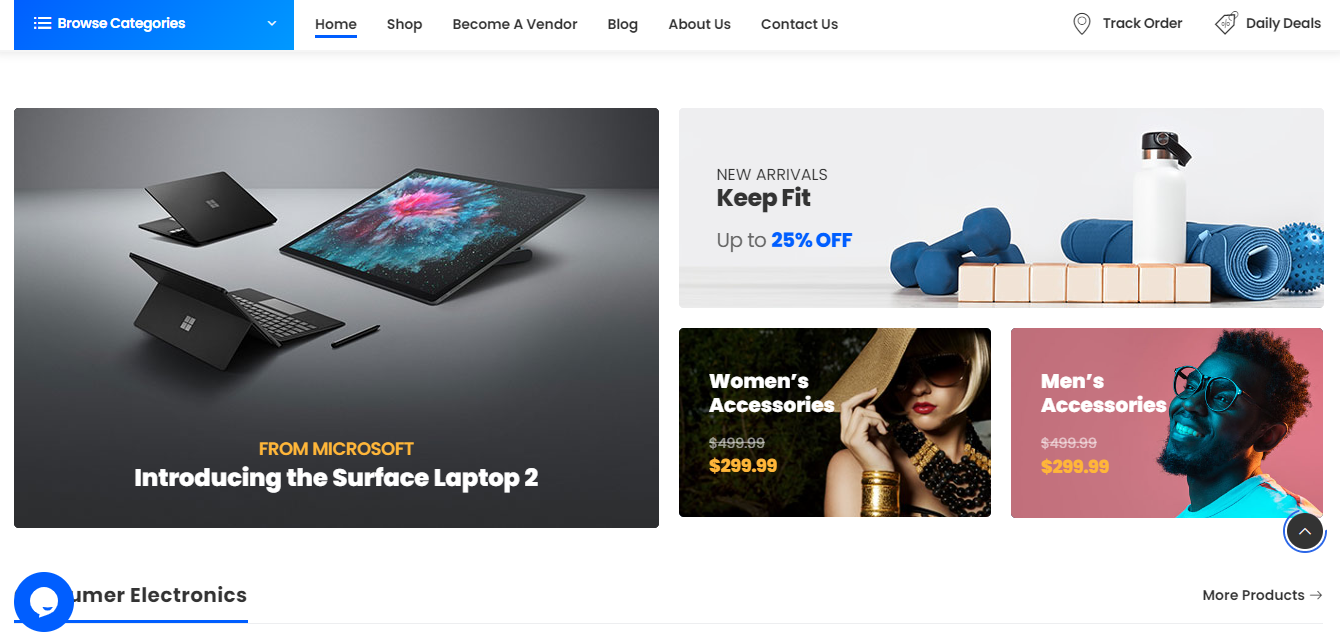 Browse Categories
Home
Shop
Become A Vendor
Blog
About Us
Contact Us
Track Order
Daily Deals
FROM MICROSOFT
Introducing the Surface Laptop 2
NEW ARRIVALS
Keep Fit
Up to 25% OFF
Women’s
Accessories
$499.99
$299.99
Men’s
Accessories
$499.99
$299.99
umer Electronics
More Products